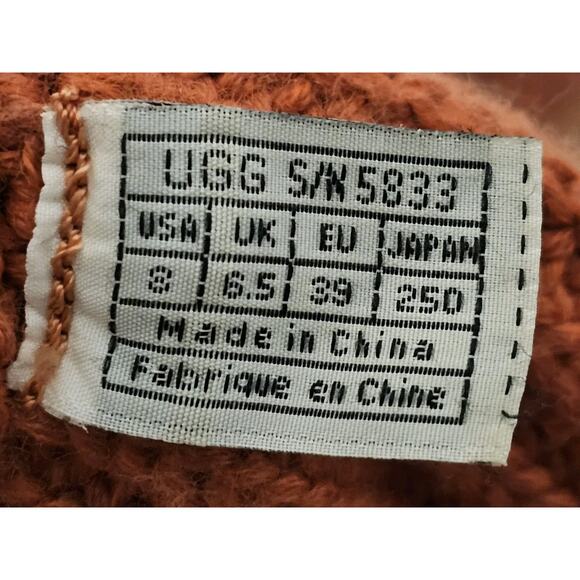 UGG S/N 5833
USA UK EU JAPAN
8 6.5 39 250
Made in China
Fabrique en Chine